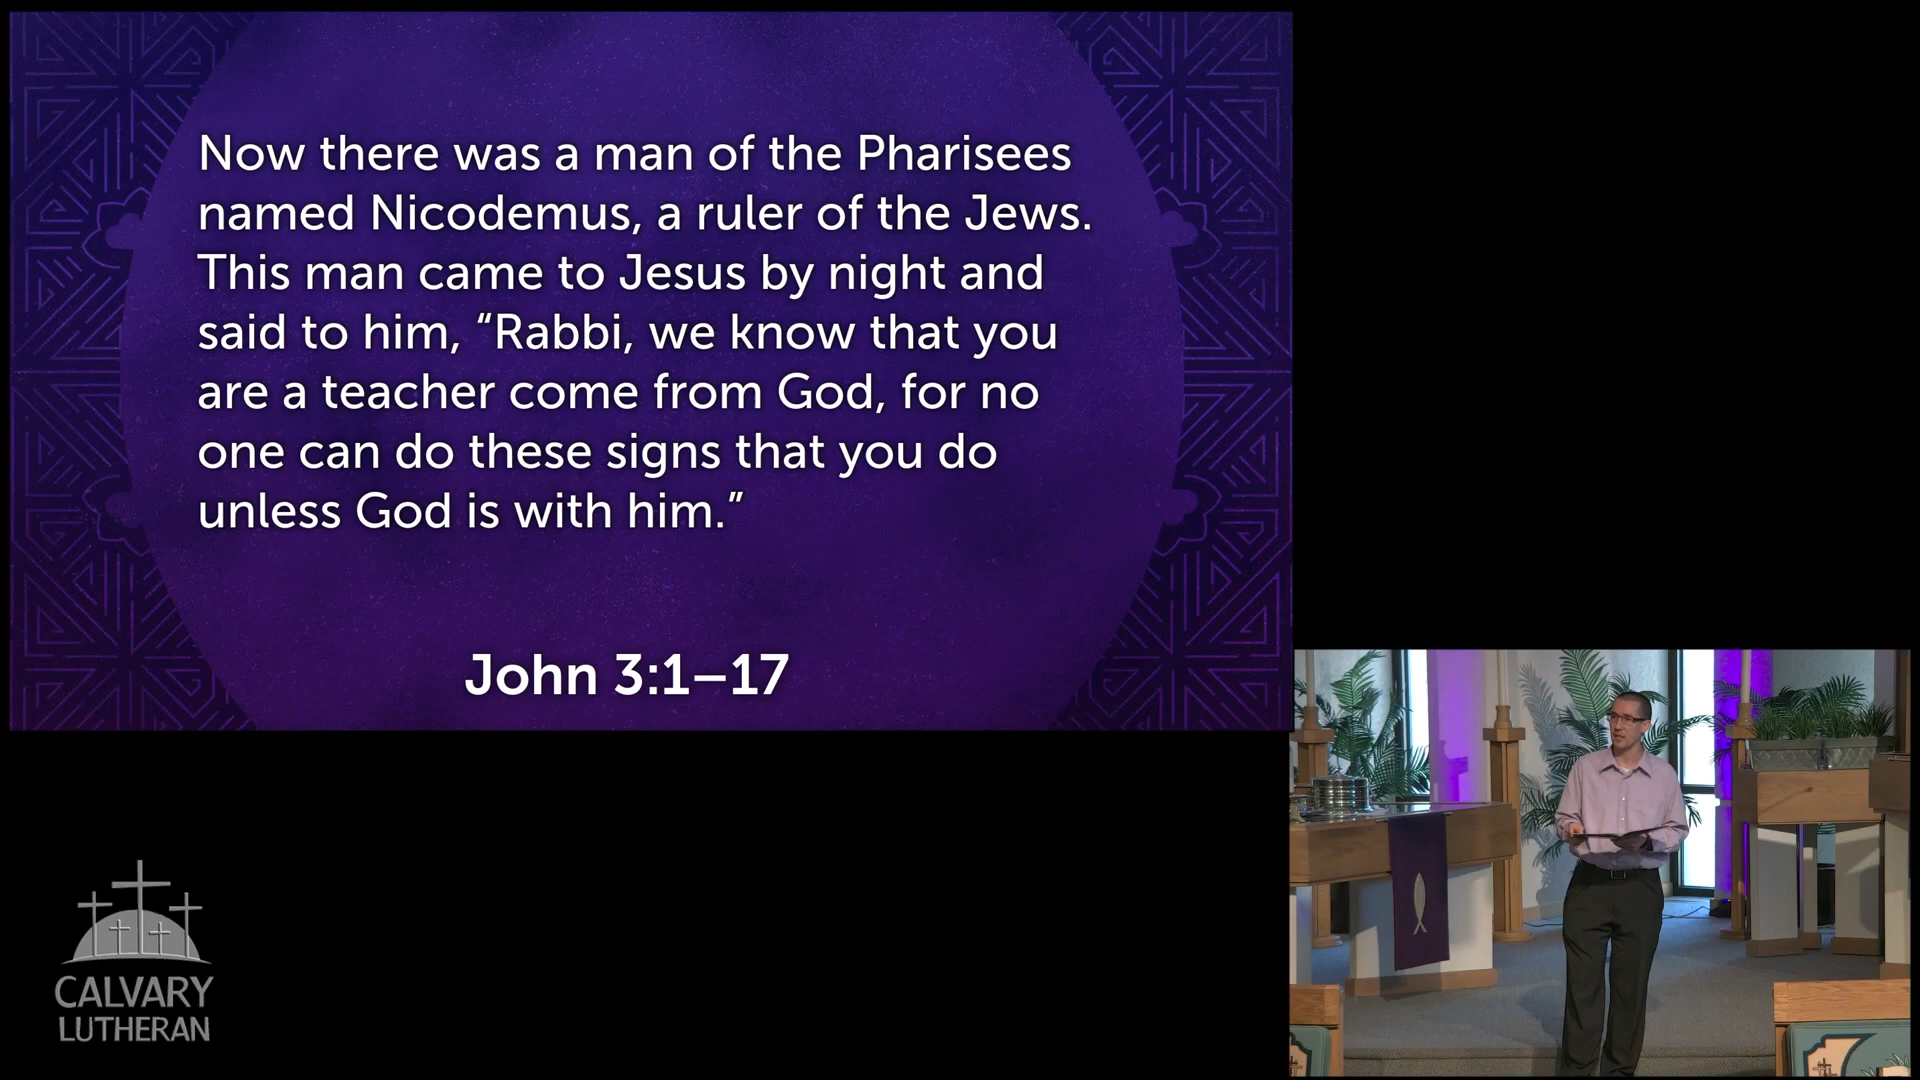 Now there was a man of the Pharisees
named Nicodemus, a ruler of the Jews.
This man came to Jesus by night and
said to him, “Rabbi, we know that you
are a teacher come from God, for no
one can do these signs that you do
unless God is with him.”
John 3:1–17
CALVARY
LUTHERAN